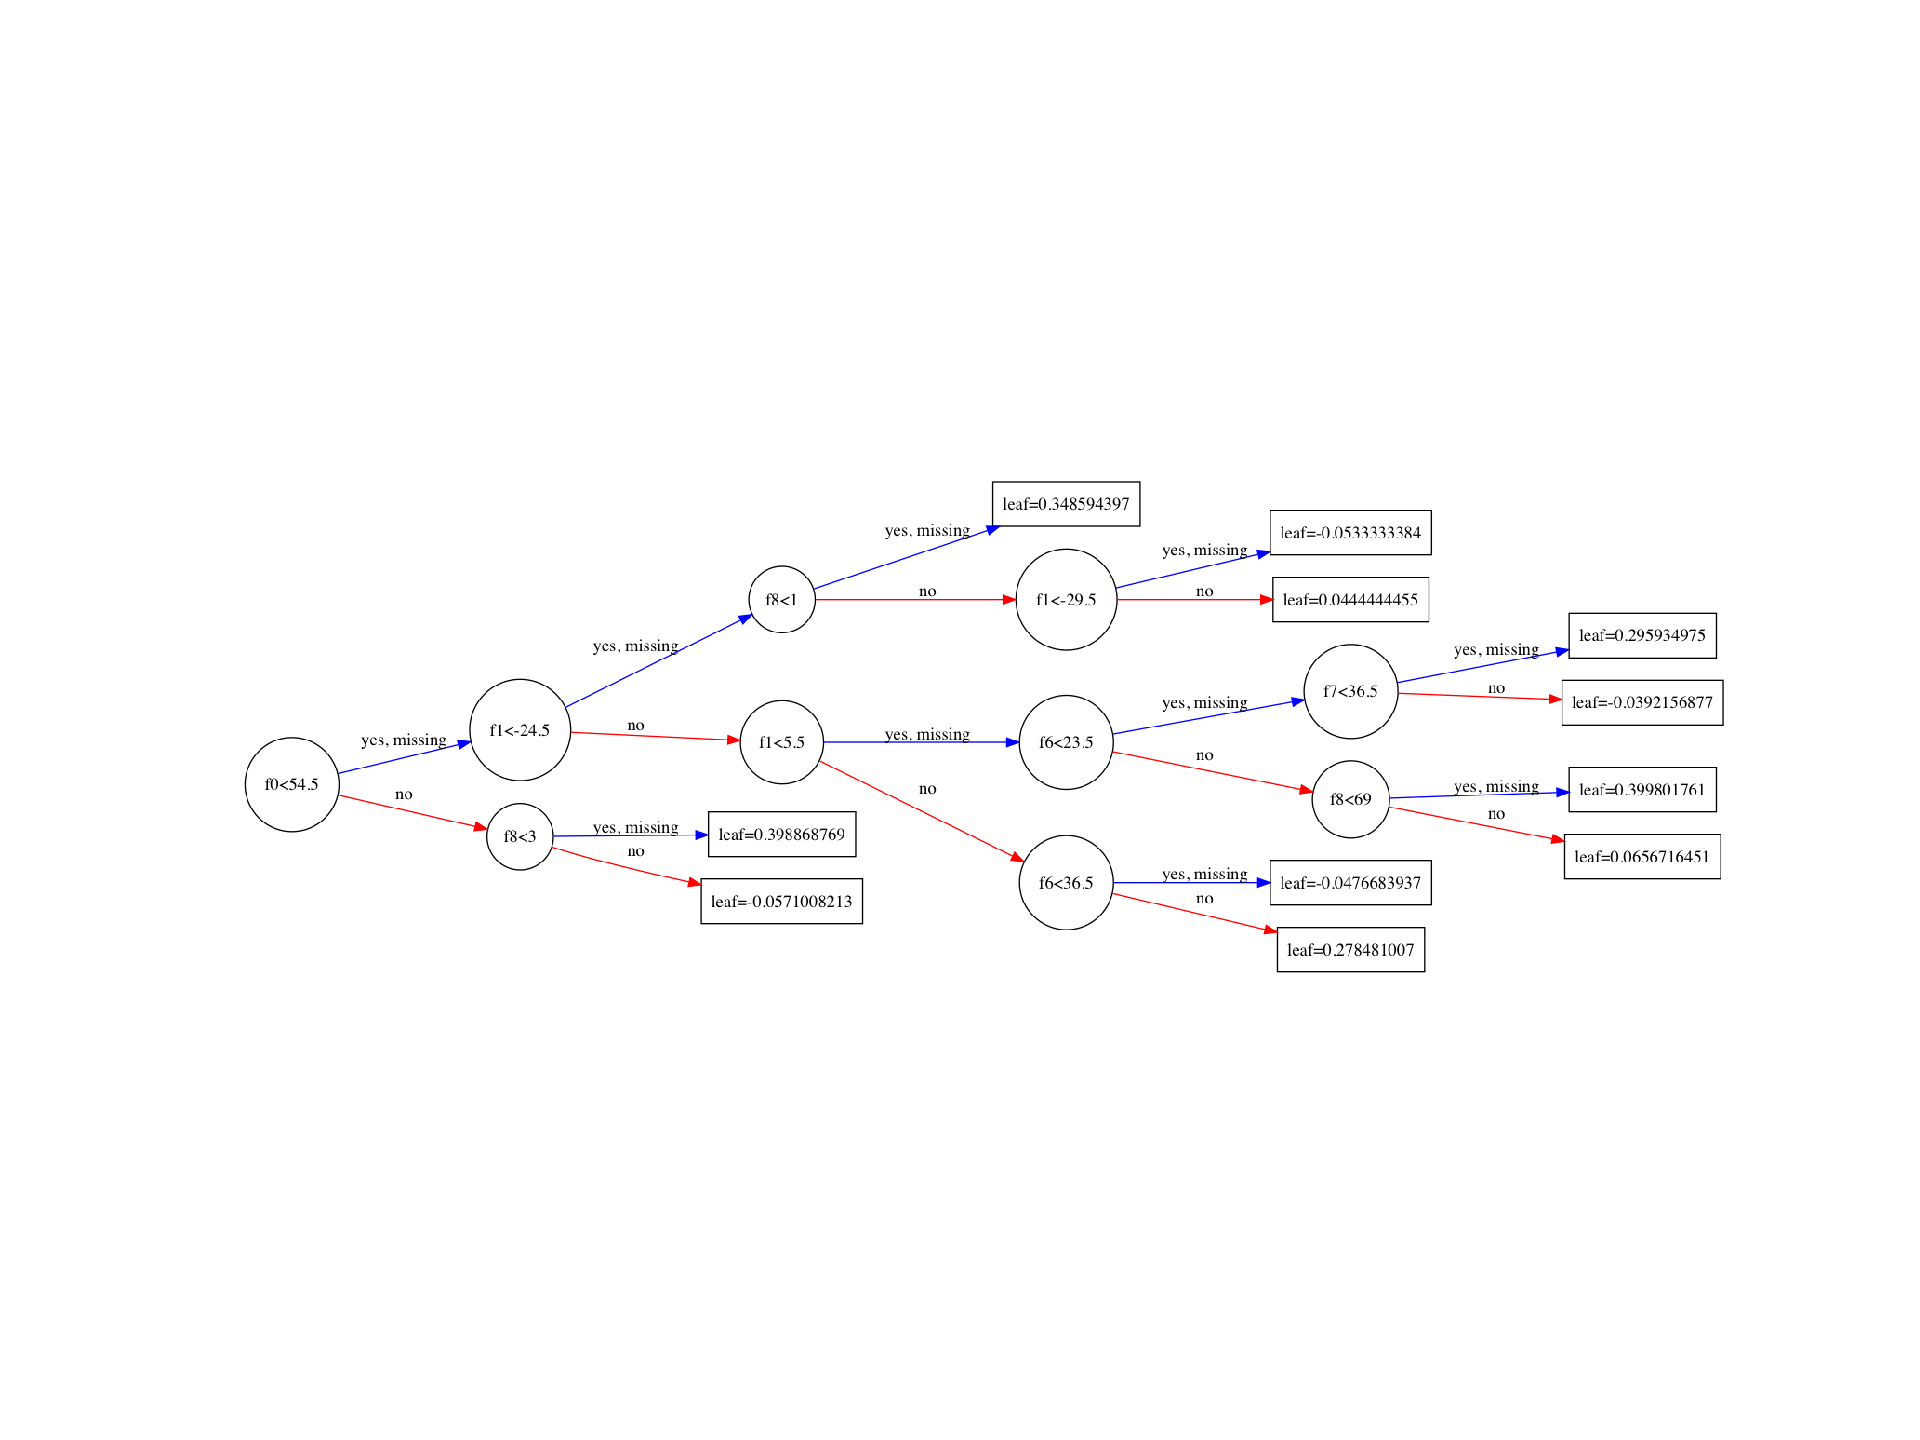 leaf=0.348594397
yes, missing
leaf=-0.0533333384
yes, missing
f8<1
no
f1<-29.5
no
leaf=0.0444444455
yes, missing
leaf=0.295934975
yes, missing
f7<36.5
no
leaf=-0.0392156877
yes, missing
f1<-24.5
no
f1<5.5
yes, missing
f6<23.5
yes, missing
no
f0<54.5
no
f8<3
yes, missing
leaf=0.398868769
no
leaf=-0.0571008213
no
f8<69
yes, missing
leaf=0.399801761
no
leaf=0.0656716451
f6<36.5
yes, missing
leaf=-0.0476683937
no
leaf=0.278481007